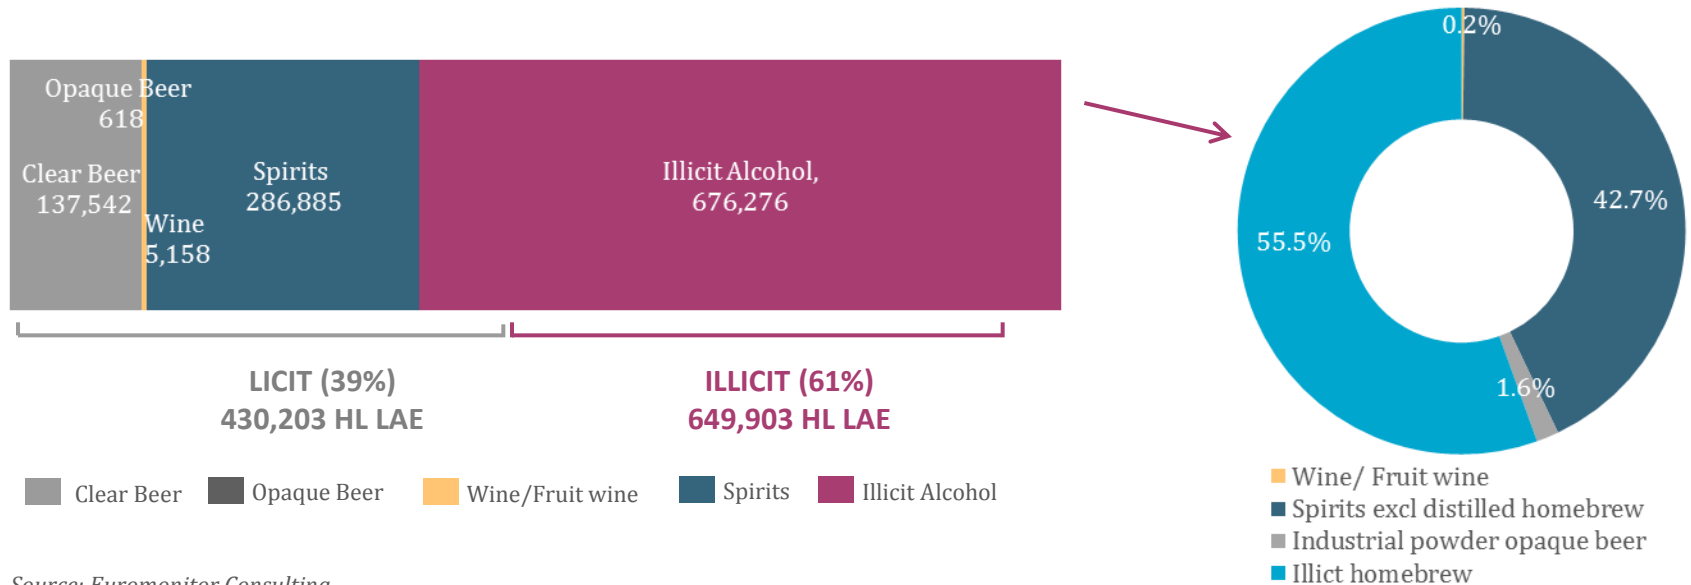 Opaque Beer
618
Clear Beer
137,542
Wine
5,158
Spirits
286,885
Illicit Alcohol,
676,276
LICIT (39%)
430,203 HL LAE
ILLICIT (61%)
649,903 HL LAE
Clear Beer
Opaque Beer
Wine/Fruit wine
Spirits
Illicit Alcohol
0.2%
42.7%
55.5%
1.6%
Wine/ Fruit wine
Spirits excl distilled homebrew
Industrial powder opaque beer
Illict homebrew
Source: Euromonitor Consulting